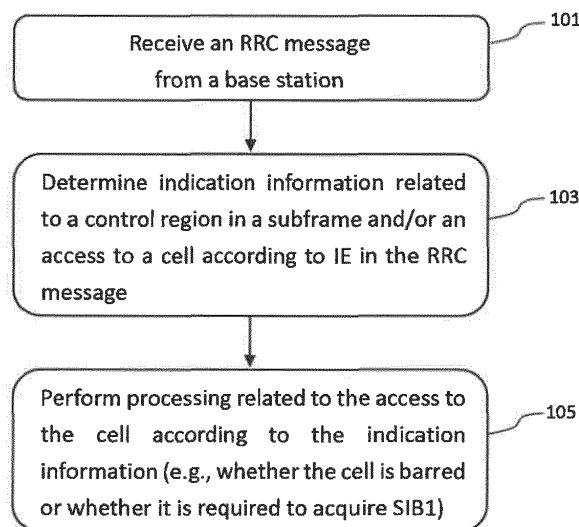 Receive an RRC message
101
from a base station
Determine indication information related
to a control region in a subframe and/or an
103
access to a cell according to IE in the RRC
message
Perform processing related to the access to
the cell according to the indication
105
information (e.g., whether the cell is barred
or whether it is required to acquire SIB1)